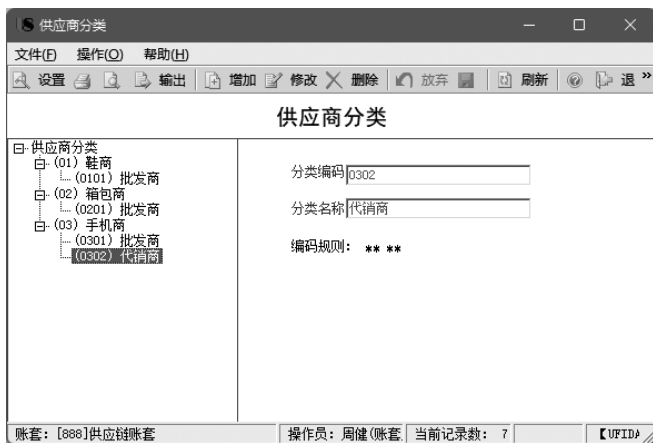 供应商分类
文件(F) 操作(O) 帮助(H)
设置 输出 增加 修改 删除 放弃 刷新 退 »
供应商分类
供应商分类
(01) 鞋商
(0101) 批发商
(02) 箱包商
(0201) 批发商
(03) 手机商
(0301) 批发商
(0302) 代销商
分类编码 0302
分类名称 代销商
编码规则： ** **
账套: [888]供应链账套 操作员: 周健(账套 当前记录数: 7 【UFIDA